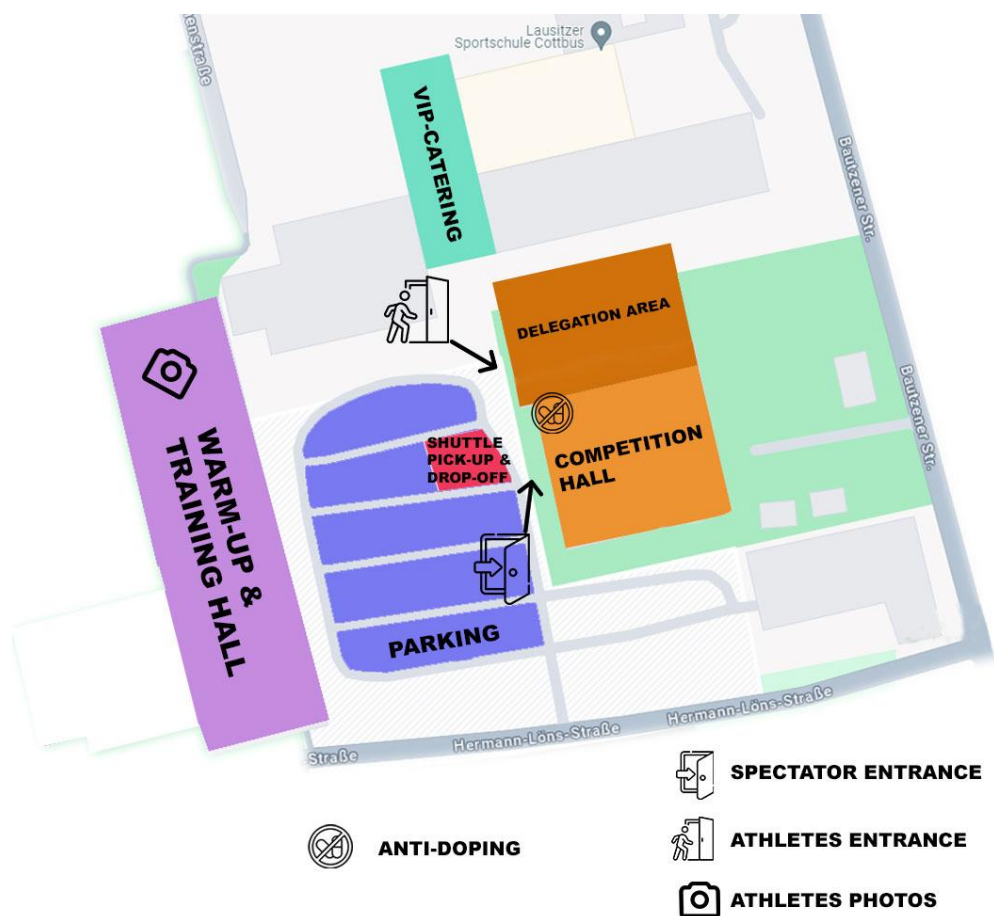 Lausitzer
Sportschule Cottbus
enstraße
VIP-CATERING
Bautzener Str.
DELEGATION AREA
Bautzener Str.
SHUTTLE
PICK-UP &
DROP-OFF
COMPETITION
HALL
WARM-UP &
TRAINING HALL
PARKING
Hermann-Löns-Straße
Hermann-Löns-Straße
-Straße
SPECTATOR ENTRANCE
ANTI-DOPING
ATHLETES ENTRANCE
ATHLETES PHOTOS